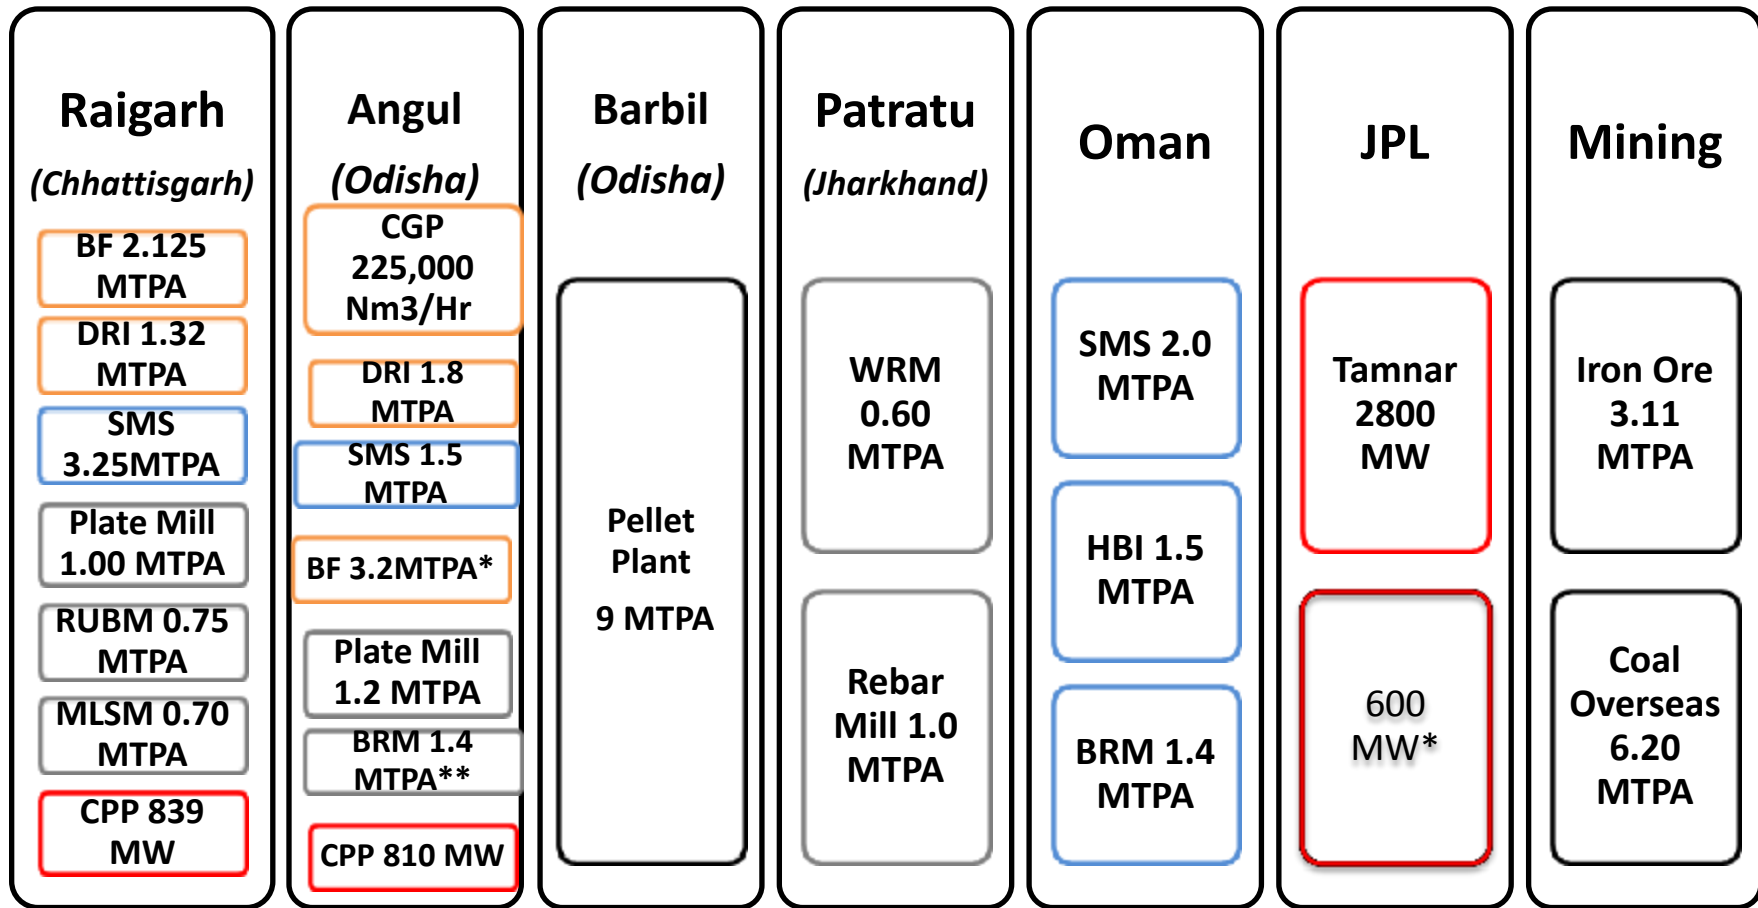 Raigarh
(Chhattisgarh)
BF 2.125
MTPA
DRI 1.32
MTPA
SMS
3.25MTPA
Plate Mill
1.00 MTPA
RUBM 0.75
MTPA
MLSM 0.70
MTPA
CPP 839
MW
Angul
(Odisha)
CGP
225,000
Nm3/Hr
DRI 1.8
MTPA
SMS 1.5
MTPA
BF 3.2MTPA*
Plate Mill
1.2 MTPA
BRM 1.4
MTPA**
CPP 810 MW
Barbil
(Odisha)
Pellet
Plant
9 MTPA
Patratu
(Jharkhand)
WRM
0.60
MTPA
Rebar
Mill 1.0
MTPA
Oman
SMS 2.0
MTPA
HBI 1.5
MTPA
BRM 1.4
MTPA
JPL
Tamnar
2800
MW
600
MW*
Mining
Iron Ore
3.11
MTPA
Coal
Overseas
6.20
MTPA